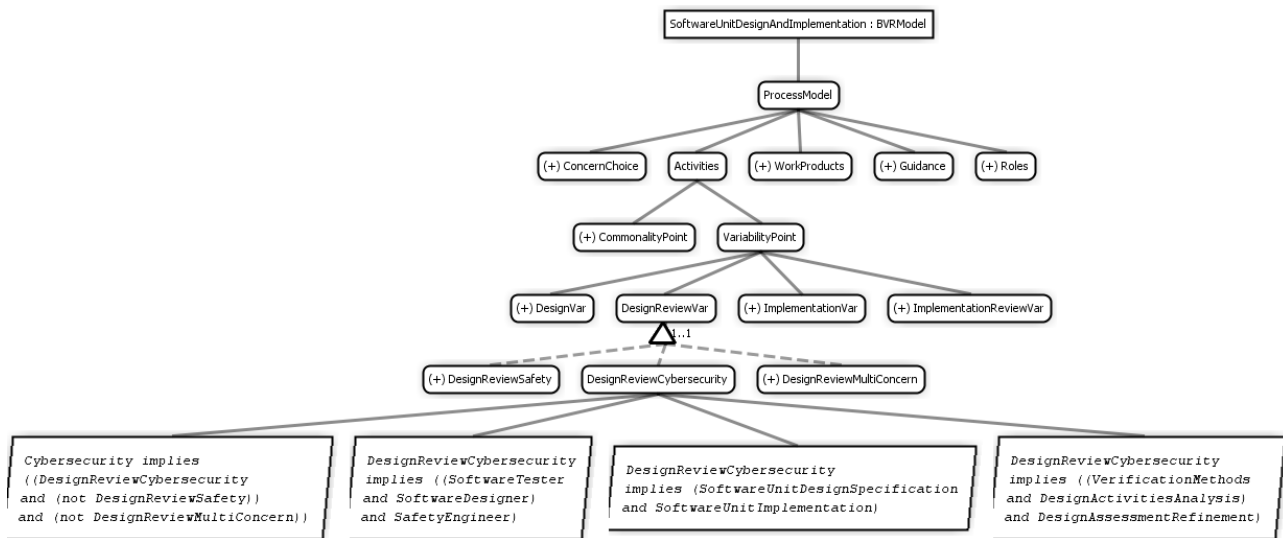 SoftwareUnitDesignAndImplementation : BVRModel
ProcessModel
(+) ConcernChoice
Activities
(+) WorkProducts
(+) Guidance
(+) Roles
(+) CommonalityPoint
VariabilityPoint
(+) DesignVar
DesignReviewVar
(+) ImplementationVar
(+) ImplementationReviewVar
1..1
(+) DesignReviewSafety
DesignReviewCybersecurity
(+) DesignReviewMultiConcern
Cybersecurity implies
((DesignReviewCybersecurity
and (not DesignReviewSafety))
and (not DesignReviewMultiConcern))
DesignReviewCybersecurity
implies ((SoftwareTester
and SoftwareDesigner)
and SafetyEngineer)
DesignReviewCybersecurity
implies (SoftwareUnitDesignSpecification
and SoftwareUnitImplementation)
DesignReviewCybersecurity
implies ((VerificationMethods
and DesignActivitiesAnalysis)
and DesignAssessmentRefinement)